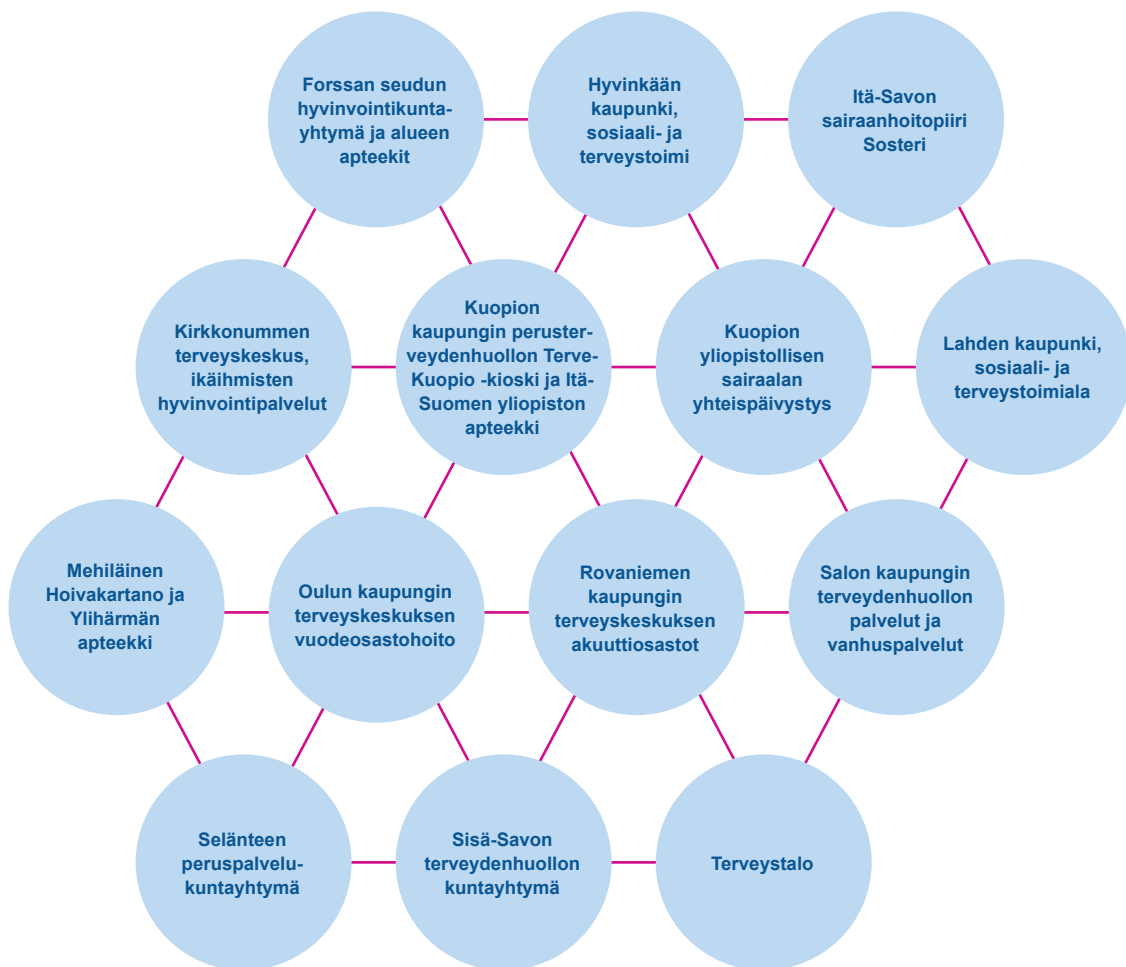 Forssan seudun
hyvinvointikunta-
yhtymä ja alueen
apteekit
Hyvinkään
kaupunki,
sosiaali- ja
terveystoimi
Itä-Savon
sairaanhoitopiiri
Sosteri
Kirkkonummen
terveyskeskus,
ikäihmisten
hyvinvointipalvelut
Kuopion
kaupungin peruster-
veydenhuollon Terve-
Kuopio -kioski ja Itä-
Suomen yliopiston
apteekki
Kuopion
yliopistollisen
sairaalan
yhteispäivystys
Lahden kaupunki,
sosiaali- ja
terveystoimiala
Mehiläinen
Hoivakartano ja
Ylihärmän
apteekki
Oulun kaupungin
terveyskeskuksen
vuodeosastohoito
Rovaniemen
kaupungin
terveyskeskuksen
akuuttiosastot
Salon kaupungin
terveydenhuollon
palvelut ja
vanhuspalvelut
Selänteen
peruspalvelu-
kuntayhtymä
Sisä-Savon
terveydenhuollon
kuntayhtymä
Terveystalo